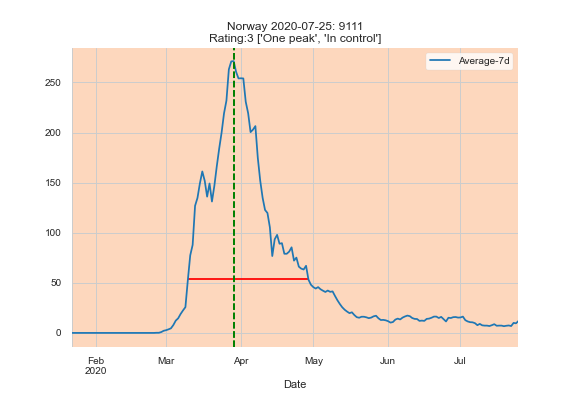 Norway 2020-07-25: 9111
Rating:3 ['One peak', 'In control']
Average-7d
250
200
150
100
50
0
Feb Mar Apr May Jun Jul
2020
Date